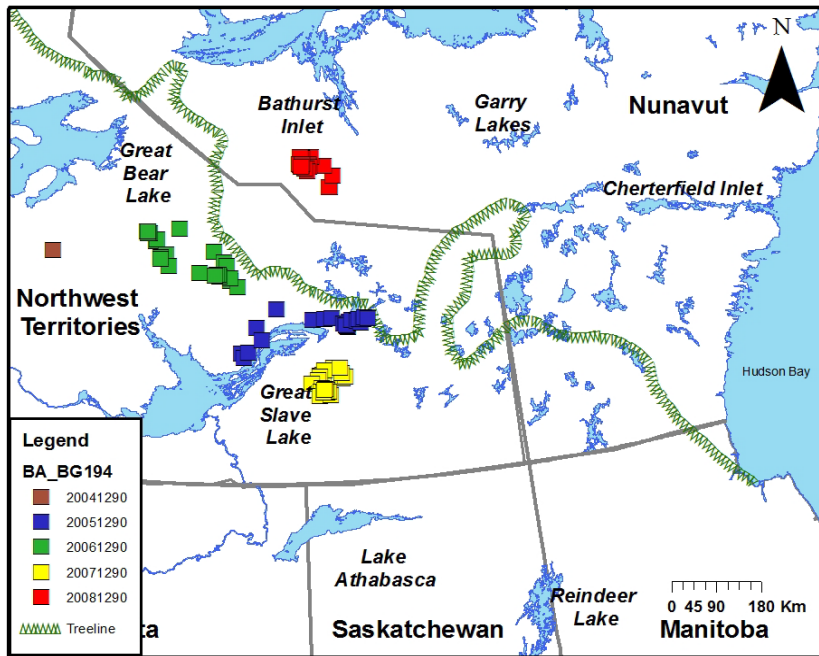 N
Bathurst
Inlet
Garry
Lakes
Nunavut
Great
Bear
Lake
Cherterfield Inlet
Northwest
Territories
Hudson Bay
Great
Slave
Lake
Legend
BA_BG194
20041290
20051290
20061290
20071290
20081290
Treeline
Lake
Athabasca
Reindeer
Lake
0 45 90 180 Km
ta
Saskatchewan
Manitoba